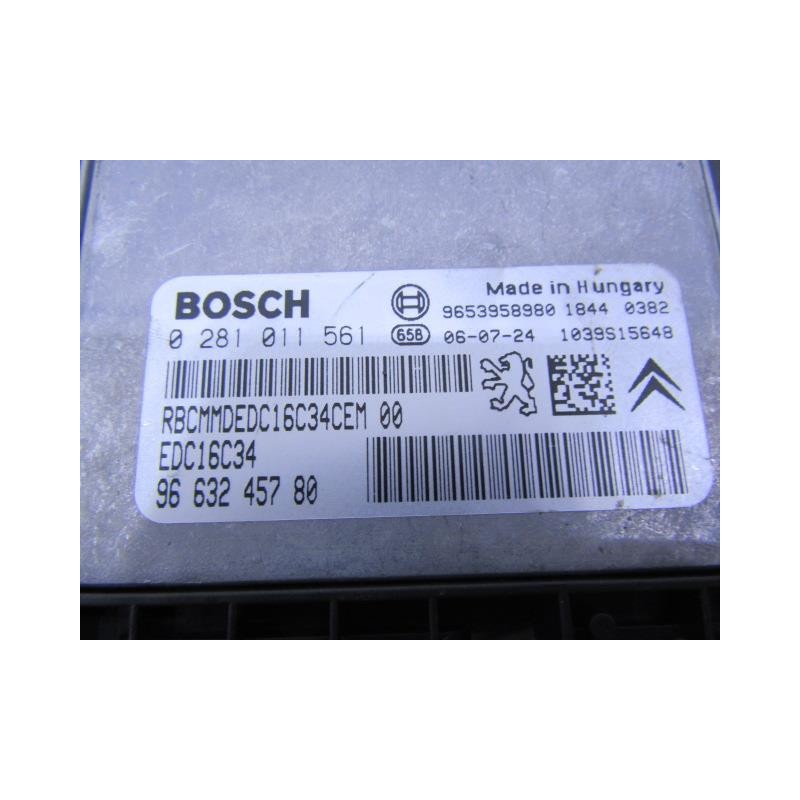 Made in Hungary
BOSCH 9653958980 1844 0382
0 281 011 561 65B 06-07-24 1039S15648
RBCMMDEDC16C34CEM 00
EDC16C34
96 632 457 80